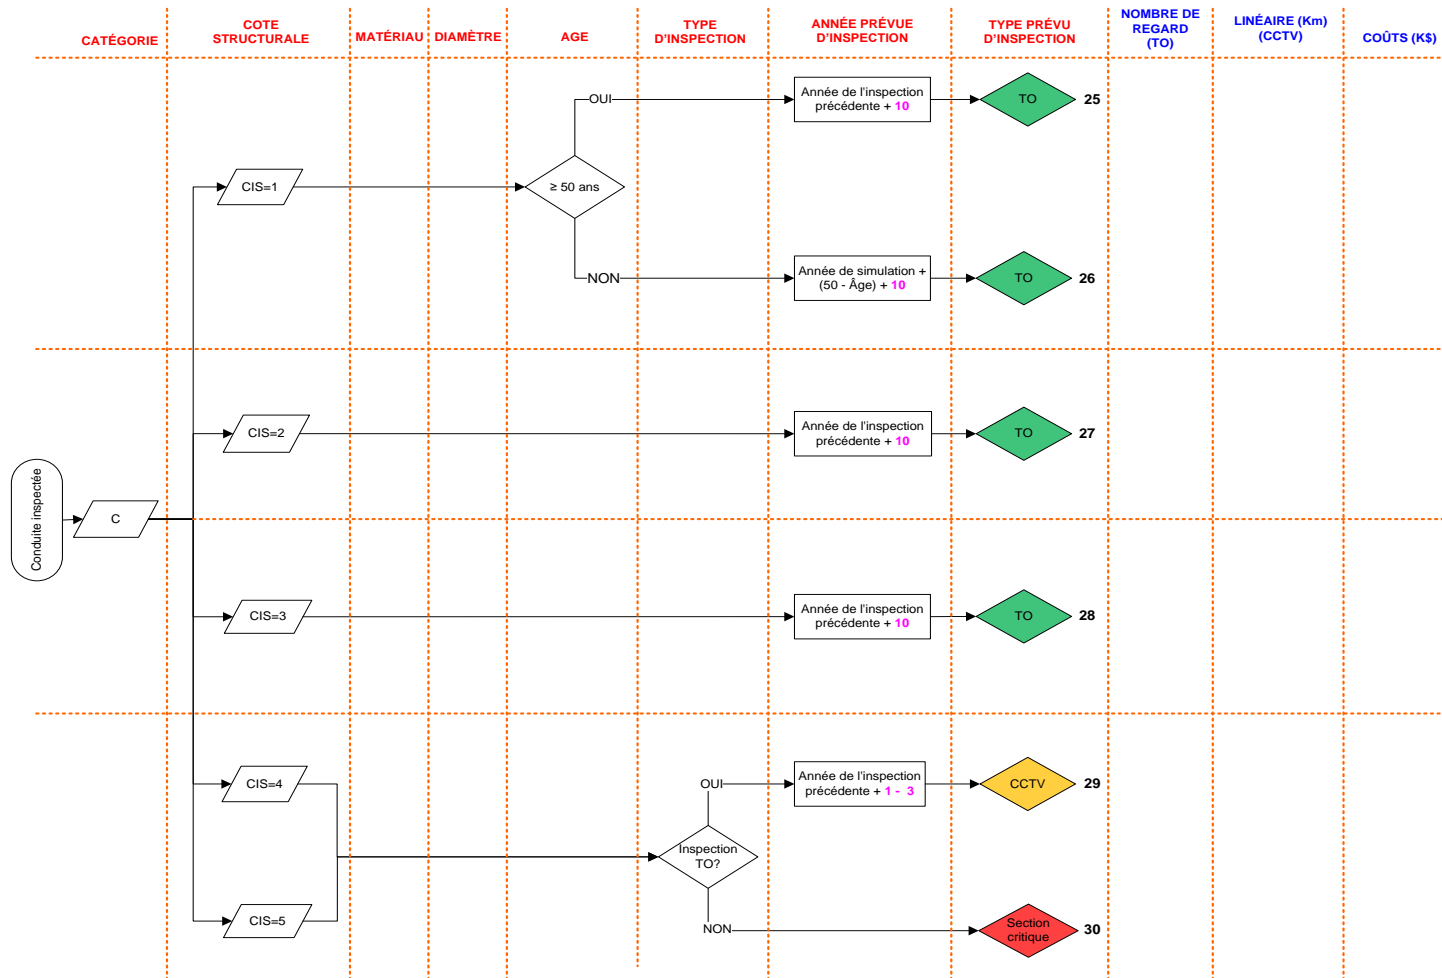 CATÉGORIE
COTE
STRUCTURALE
MATÉRIAU
DIAMÈTRE
AGE
TYPE
D'INSPECTION
ANNÉE PRÉVUE
D'INSPECTION
TYPE PRÉVU
D'INSPECTION
NOMBRE DE
REGARD
(TO)
LINÉAIRE (Km)
(CCTV)
COÛTS (K$)
OUI
Année de l'inspection
précédente + 10
TO
25
CIS=1
≥ 50 ans
NON
Année de simulation +
(50 - Âge) + 10
TO
26
CIS=2
Année de l'inspection
précédente + 10
TO
27
Conduite inspectée
C
CIS=3
Année de l'inspection
précédente + 10
TO
28
CIS=4
OUI
Année de l'inspection
précédente + 1 - 3
CCTV
29
Inspection
TO?
CIS=5
NON
Section
critique
30